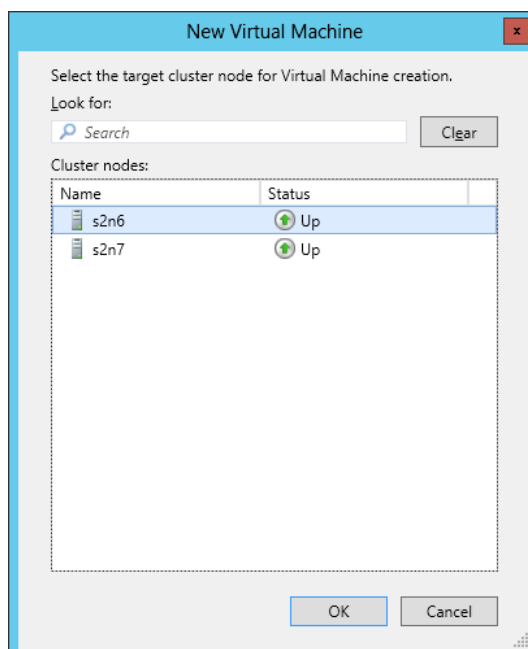 New Virtual Machine
x
Select the target cluster node for Virtual Machine creation.
Look for:
Search Clear
Cluster nodes:
Name Status
s2n6 Up
s2n7 Up
OK Cancel